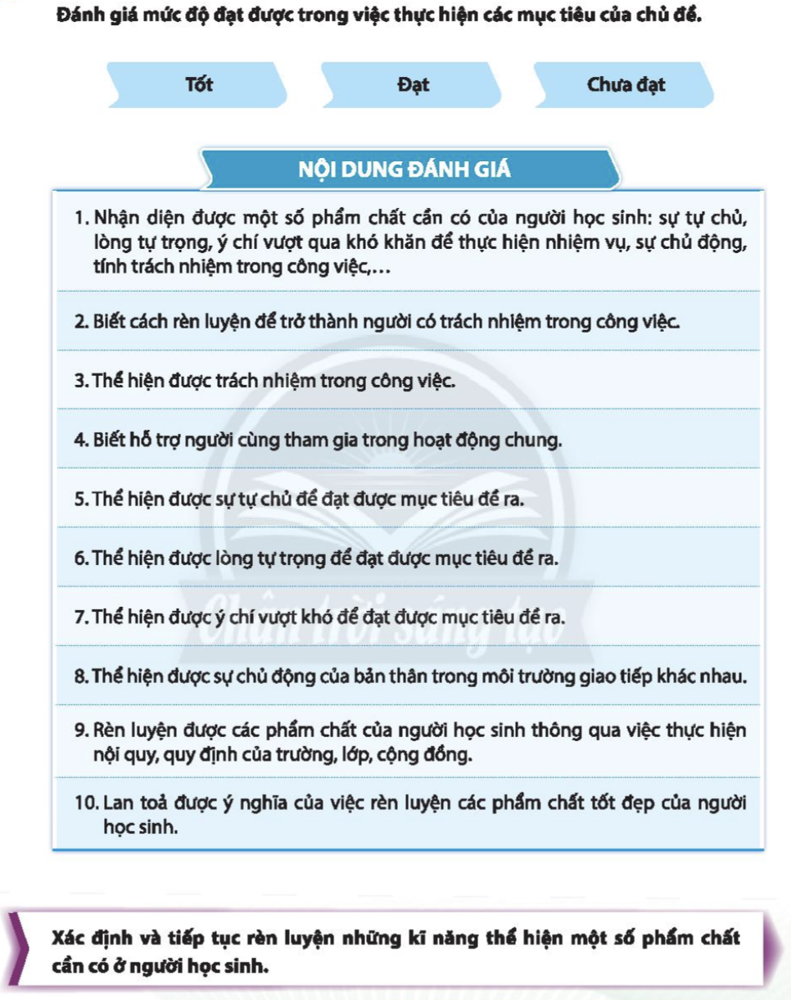 Đánh giá mức độ đạt được trong việc thực hiện các mục tiêu của chủ đề.
Tốt
Đạt
Chưa đạt
NỘI DUNG ĐÁNH GIÁ
1. Nhận diện được một số phẩm chất cần có của người học sinh: sự tự chủ,
lòng tự trọng, ý chí vượt qua khó khăn để thực hiện nhiệm vụ, sự chủ động,
tính trách nhiệm trong công việc,...
2. Biết cách rèn luyện để trở thành người có trách nhiệm trong công việc.
3. Thể hiện được trách nhiệm trong công việc.
4. Biết hỗ trợ người cùng tham gia trong hoạt động chung.
5. Thể hiện được sự tự chủ để đạt được mục tiêu đề ra.
6. Thể hiện được lòng tự trọng để đạt được mục tiêu đề ra.
7. Thể hiện được ý chí vượt khó để đạt được mục tiêu đề ra.
Chân trời sáng tạo
8. Thể hiện được sự chủ động của bản thân trong môi trường giao tiếp khác nhau.
9. Rèn luyện được các phẩm chất của người học sinh thông qua việc thực hiện
nội quy, quy định của trường, lớp, cộng đồng.
10. Lan toả được ý nghĩa của việc rèn luyện các phẩm chất tốt đẹp của người
học sinh.
Xác định và tiếp tục rèn luyện những kĩ năng thể hiện một số phẩm chất
cần có ở người học sinh.